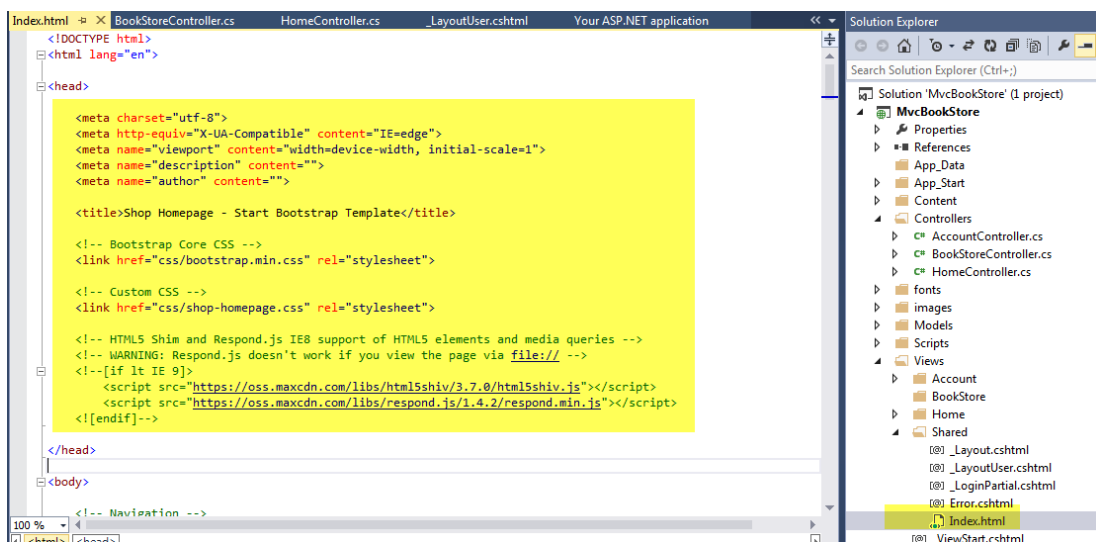 Index.html BookStoreController.cs HomeController.cs _LayoutUser.cshtml Your ASP.NET application
<!DOCTYPE html>
<html lang="en">
<head>
<meta charset="utf-8">
<meta http-equiv="X-UA-Compatible" content="IE=edge">
<meta name="viewport" content="width=device-width, initial-scale=1">
<meta name="description" content="">
<meta name="author" content="">
<title>Shop Homepage - Start Bootstrap Template</title>
<!-- Bootstrap Core CSS -->
<link href="css/bootstrap.min.css" rel="stylesheet">
<!-- Custom CSS -->
<link href="css/shop-homepage.css" rel="stylesheet">
<!-- HTML5 Shim and Respond.js IE8 support of HTML5 elements and media queries -->
<!-- WARNING: Respond.js doesn't work if you view the page via file:// -->
<!--[if lt IE 9]>
<script src="https://oss.maxcdn.com/libs/html5shiv/3.7.0/html5shiv.js"></script>
<script src="https://oss.maxcdn.com/libs/respond.js/1.4.2/respond.min.js"></script>
<![endif]-->
</head>
<body>
<!-- Navigation -->
100 %
<html> <head>
Solution Explorer
Search Solution Explorer (Ctrl+;)
Solution 'MvcBookStore' (1 project)
MvcBookStore
Properties
References
App_Data
App_Start
Content
Controllers
C# AccountController.cs
C# BookStoreController.cs
C# HomeController.cs
fonts
images
Models
Scripts
Views
Account
BookStore
Home
Shared
[@] _Layout.cshtml
[@] _LayoutUser.cshtml
[@] _LoginPartial.cshtml
[@] Error.cshtml
Index.html
[@] _ViewStart.cshtml